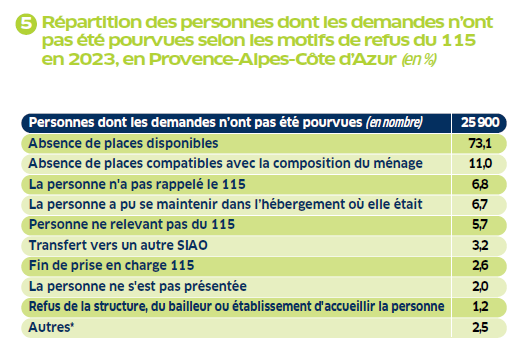 5 Répartition des personnes dont les demandes n'ont
pas été pourvues selon les motifs de refus du 115
en 2023, en Provence-Alpes-Côte d'Azur (en %)
Personnes dont les demandes n'ont pas été pourvues (en nombre) 25 900
Absence de places disponibles 73,1
Absence de places compatibles avec la composition du ménage 11,0
La personne n'a pas rappelé le 115 6,8
La personne a pu se maintenir dans l'hébergement où elle était 6,7
Personne ne relevant pas du 115 5,7
Transfert vers un autre SIAO 3,2
Fin de prise en charge 115 2,6
La personne ne s'est pas présentée 2,0
Refus de la structure, du bailleur ou établissement d'accueillir la personne 1,2
Autres* 2,5